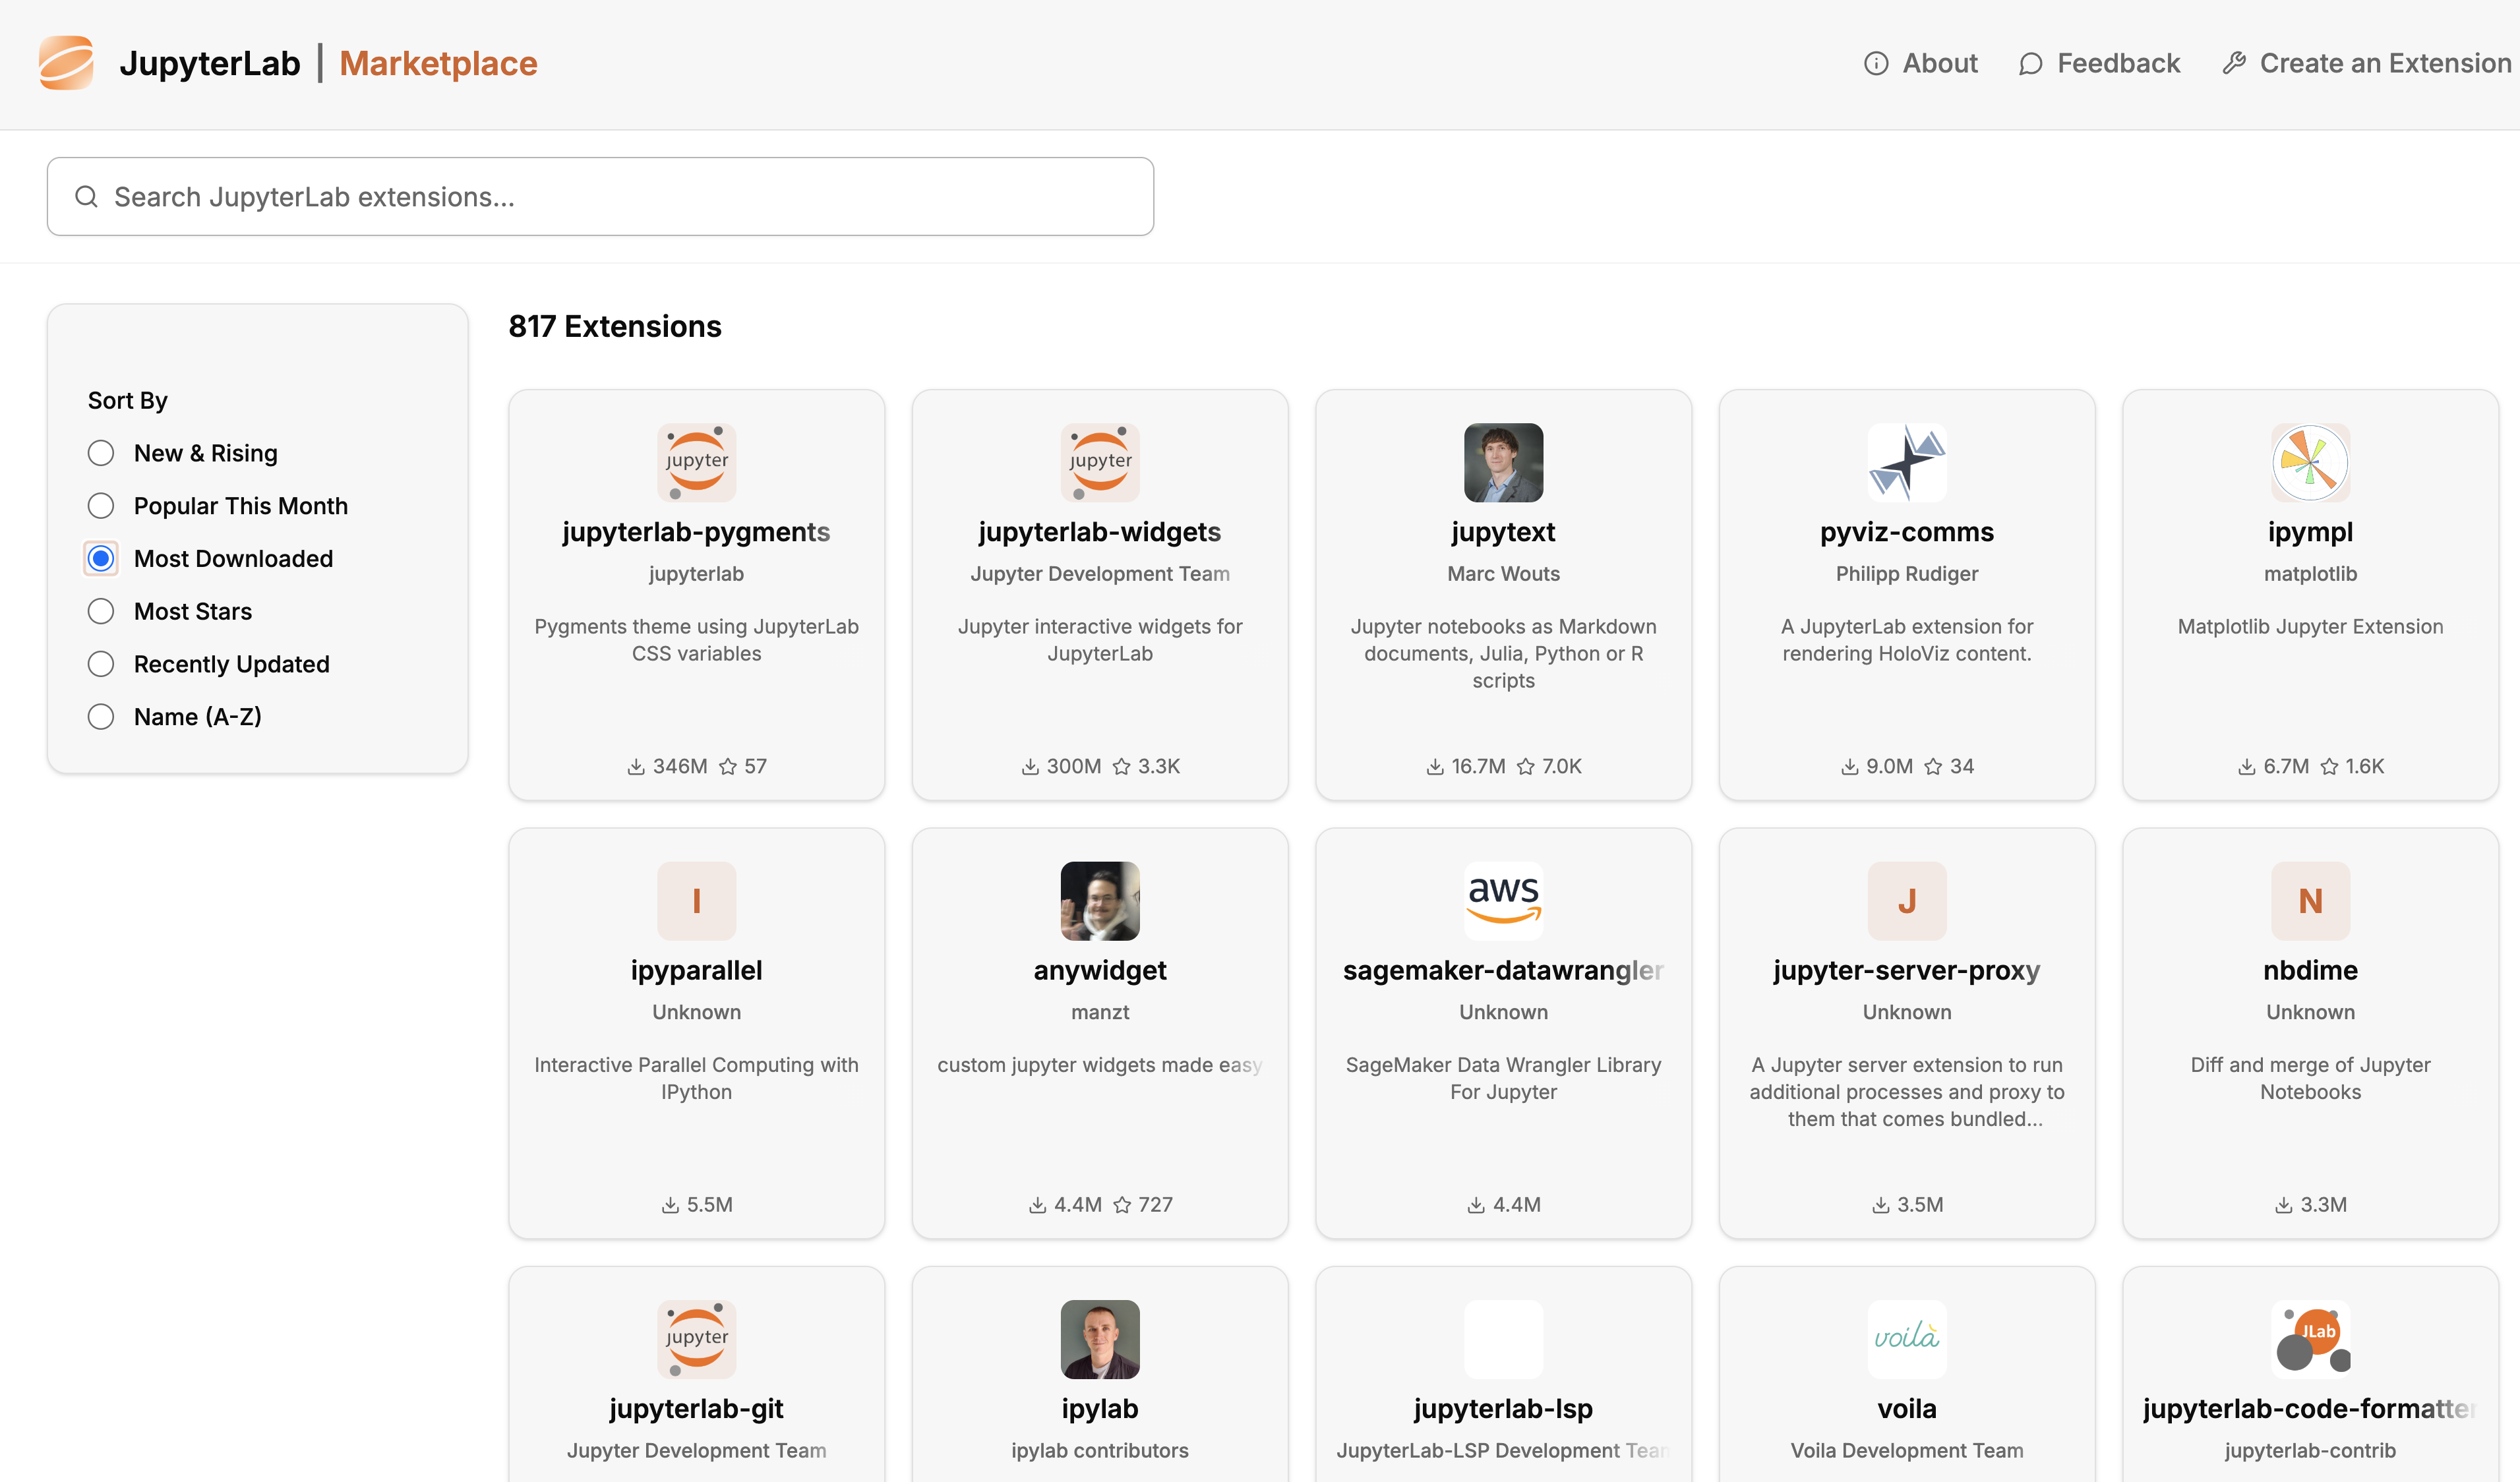 JupyterLab | Marketplace
About
Feedback
Create an Extension
Search JupyterLab extensions...
Sort By
New & Rising
Popular This Month
Most Downloaded
Most Stars
Recently Updated
Name (A-Z)
817 Extensions
jupyter
jupyterlab-pygments
jupyterlab
Pygments theme using JupyterLab
CSS variables
346M 57
jupyter
jupyterlab-widgets
Jupyter Development Team
Jupyter interactive widgets for
JupyterLab
300M 3.3K
jupytext
Marc Wouts
Jupyter notebooks as Markdown
documents, Julia, Python or R
scripts
16.7M 7.0K
pyviz-comms
Philipp Rudiger
A JupyterLab extension for
rendering HoloViz content.
9.0M 34
ipympl
matplotlib
Matplotlib Jupyter Extension
6.7M 1.6K
I
ipyparallel
Unknown
Interactive Parallel Computing with
IPython
5.5M
anywidget
manzt
custom jupyter widgets made easy
4.4M 727
aws
sagemaker-datawrangler
Unknown
SageMaker Data Wrangler Library
For Jupyter
4.4M
J
jupyter-server-proxy
Unknown
A Jupyter server extension to run
additional processes and proxy to
them that comes bundled...
3.5M
N
nbdime
Unknown
Diff and merge of Jupyter
Notebooks
3.3M
jupyter
jupyterlab-git
Jupyter Development Team
ipylab
ipylab contributors
jupyterlab-lsp
JupyterLab-LSP Development Team
voilà
voila
Voila Development Team
JLab
jupyterlab-code-formatter
jupyterlab-contrib